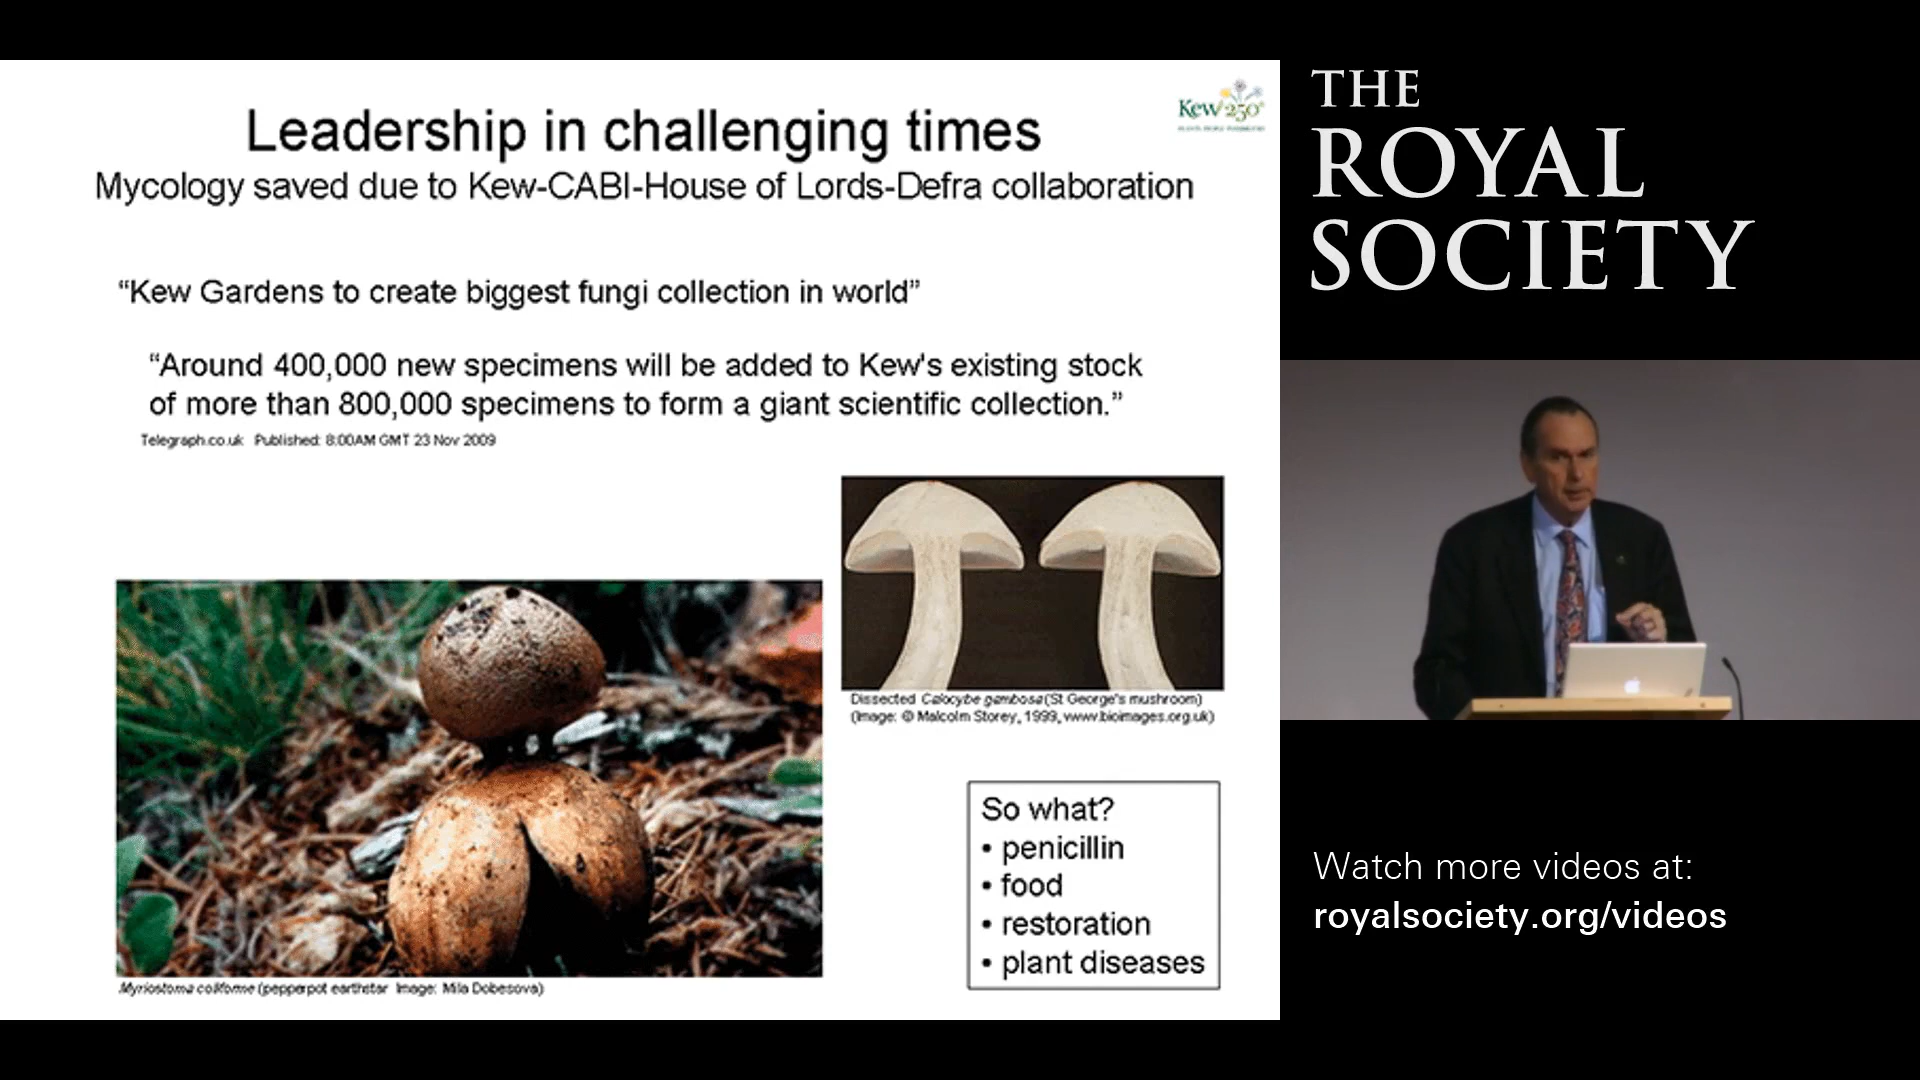 Leadership in challenging times
Mycology saved due to Kew-CABI-House of Lords-Defra collaboration
Kew 250
“Kew Gardens to create biggest fungi collection in world”
“Around 400,000 new specimens will be added to Kew's existing stock
of more than 800,000 specimens to form a giant scientific collection.”
Telegraph.co.uk Published: 8:00AM GMT 23 Nov 2009
Dissected Calocybe gambosa (St George's mushroom)
(Image: © Malcolm Storey, 1999, www.bioimages.org.uk)
So what?
• penicillin
• food
• restoration
• plant diseases
Myriostoma coliforme (pepperpot earthstar Image: Mila Dobesova)
THE
ROYAL
SOCIETY
Watch more videos at:
royalsociety.org/videos